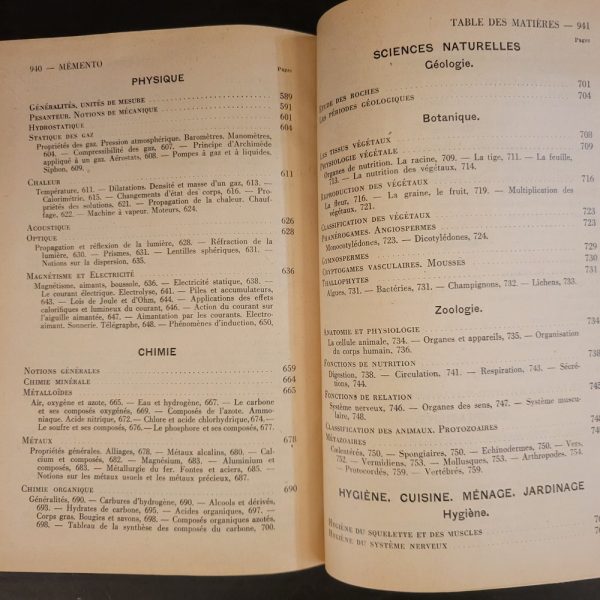 940 — MÉMENTO
Pages
PHYSIQUE
GÉNÉRALITÉS, UNITÉS DE MESURE 589
PESANTEUR. NOTIONS DE MÉCANIQUE 591
HYDROSTATIQUE 601
STATIQUE DES GAZ 604
Propriétés des gaz. Pression atmosphérique. Baromètres. Manomètres,
604. — Compressibilité des gaz, 607. — Principe d'Archimède
appliqué à un gaz. Aérostats, 608. — Pompes à gaz et à liquides.
Siphon, 609.
CHALEUR 611
Température, 611. — Dilatations. Densité et masse d'un gaz, 613. —
Calorimétrie, 615. — Changements d'état des corps, 616. — Pro-
priétés des solutions, 621. — Propagation de la chaleur. Chauf-
fage, 622. — Machine à vapeur. Moteurs, 624.
ACOUSTIQUE 626
OPTIQUE 628
Propagation et réflexion de la lumière, 628. — Réfraction de la
lumière, 630. — Prismes, 631. — Lentilles sphériques, 631. —
Notions sur la dispersion, 635.
MAGNÉTISME ET ELECTRICITÉ 636
Magnétisme, aimants, boussole, 636. — Electricité statique, 638. —
Le courant électrique. Electrolyse, 641. — Piles et accumulateurs,
643. — Lois de Joule et d'Ohm, 644. — Applications des effets
calorifiques et lumineux du courant, 646. — Action du courant sur
l'aiguille aimantée, 647. — Aimantation par les courants. Electro-
aimant. Sonnerie. Télégraphe, 648. — Phénomènes d'induction, 650,
CHIMIE
NOTIONS GÉNÉRALES 659
CHIMIE MINÉRALE 664
MÉTALLOÏDES 665
Air, oxygène et azote, 665. — Eau et hydrogène, 667. — Le carbone
et ses composés oxygénés, 669. — Composés de l'azote. Ammo-
niaque. Acide nitrique, 672. — Chlore et acide chlorhydrique, 674. —
Le soufre et ses composés, 676. — Le phosphore et ses composés, 677.
MÉTAUX 678
Propriétés générales. Alliages, 678. — Métaux alcalins, 680. — Cal-
cium et composés, 682. — Magnésium, 683. — Aluminium et
composés, 683. — Métallurgie du fer. Fontes et aciers, 685. —
Notions sur les métaux usuels et les métaux précieux, 687.
CHIMIE ORGANIQUE 690
Généralités, 690. — Carbures d'hydrogène, 690. — Alcools et dérivés,
693. — Hydrates de carbone, 695. — Acides organiques, 697. —
Corps gras. Bougies et savons, 698. — Composés organiques azotés,
698. — Tableau de la synthèse des composés du carbone, 700.
TABLE DES MATIÈRES — 941
Pages
SCIENCES NATURELLES
Géologie.
ETUDE DES ROCHES 701
LES PÉRIODES GÉOLOGIQUES 704
Botanique.
LES TISSUS VÉGÉTAUX 708
PHYSIOLOGIE VÉGÉTALE 709
Organes de nutrition. La racine, 709. — La tige, 711. — La feuille,
713. — La nutrition des végétaux, 714.
REPRODUCTION DES VÉGÉTAUX 716
La fleur, 716. — La graine, le fruit, 719. — Multiplication des
végétaux, 721.
CLASSIFICATION DES VÉGÉTAUX 723
PHANÉROGAMES. ANGIOSPERMES 723
Monocotylédones, 723. — Dicotylédones, 724.
GYMNOSPERMES 729
CRYPTOGAMES VASCULAIRES. MOUSSES 730
THALLOPHYTES 731
Algues, 731. — Bactéries, 731. — Champignons, 732. — Lichens, 733.
Zoologie.
ANATOMIE ET PHYSIOLOGIE 734
La cellule animale, 734. — Organes et appareils, 735. — Organisation
du corps humain, 736.
FONCTIONS DE NUTRITION
Digestion, 738. — Circulation, 741. — Respiration, 743. — Sécré-
tions, 744.
FONCTIONS DE RELATION
Système nerveux, 746. — Organes des sens, 747. — Système muscu-
laire, 748.
CLASSIFICATION DES ANIMAUX. PROTOZOAIRES
MÉTAZOAIRES
Cœlentérés, 750. — Spongiaires, 750. — Echinodermes, 750. — Vers.
752. — Vermidiens, 753. — Mollusques, 753. — Arthropodes. 754.
— Protocordés, 759. — Vertébrés, 759.
HYGIÈNE, CUISINE, MÉNAGE, JARDINAGE
Hygiène.
HYGIÈNE DU SQUELETTE ET DES MUSCLES
HYGIÈNE DU SYSTÈME NERVEUX